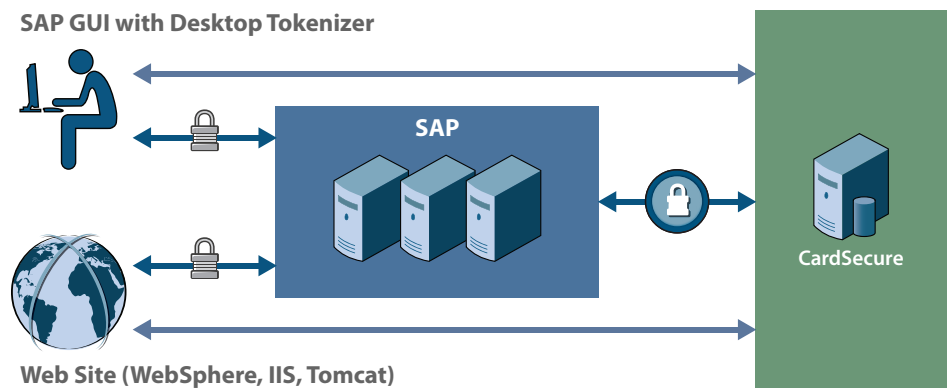 SAP GUI with Desktop Tokenizer
SAP
CardSecure
Web Site (WebSphere, IIS, Tomcat)